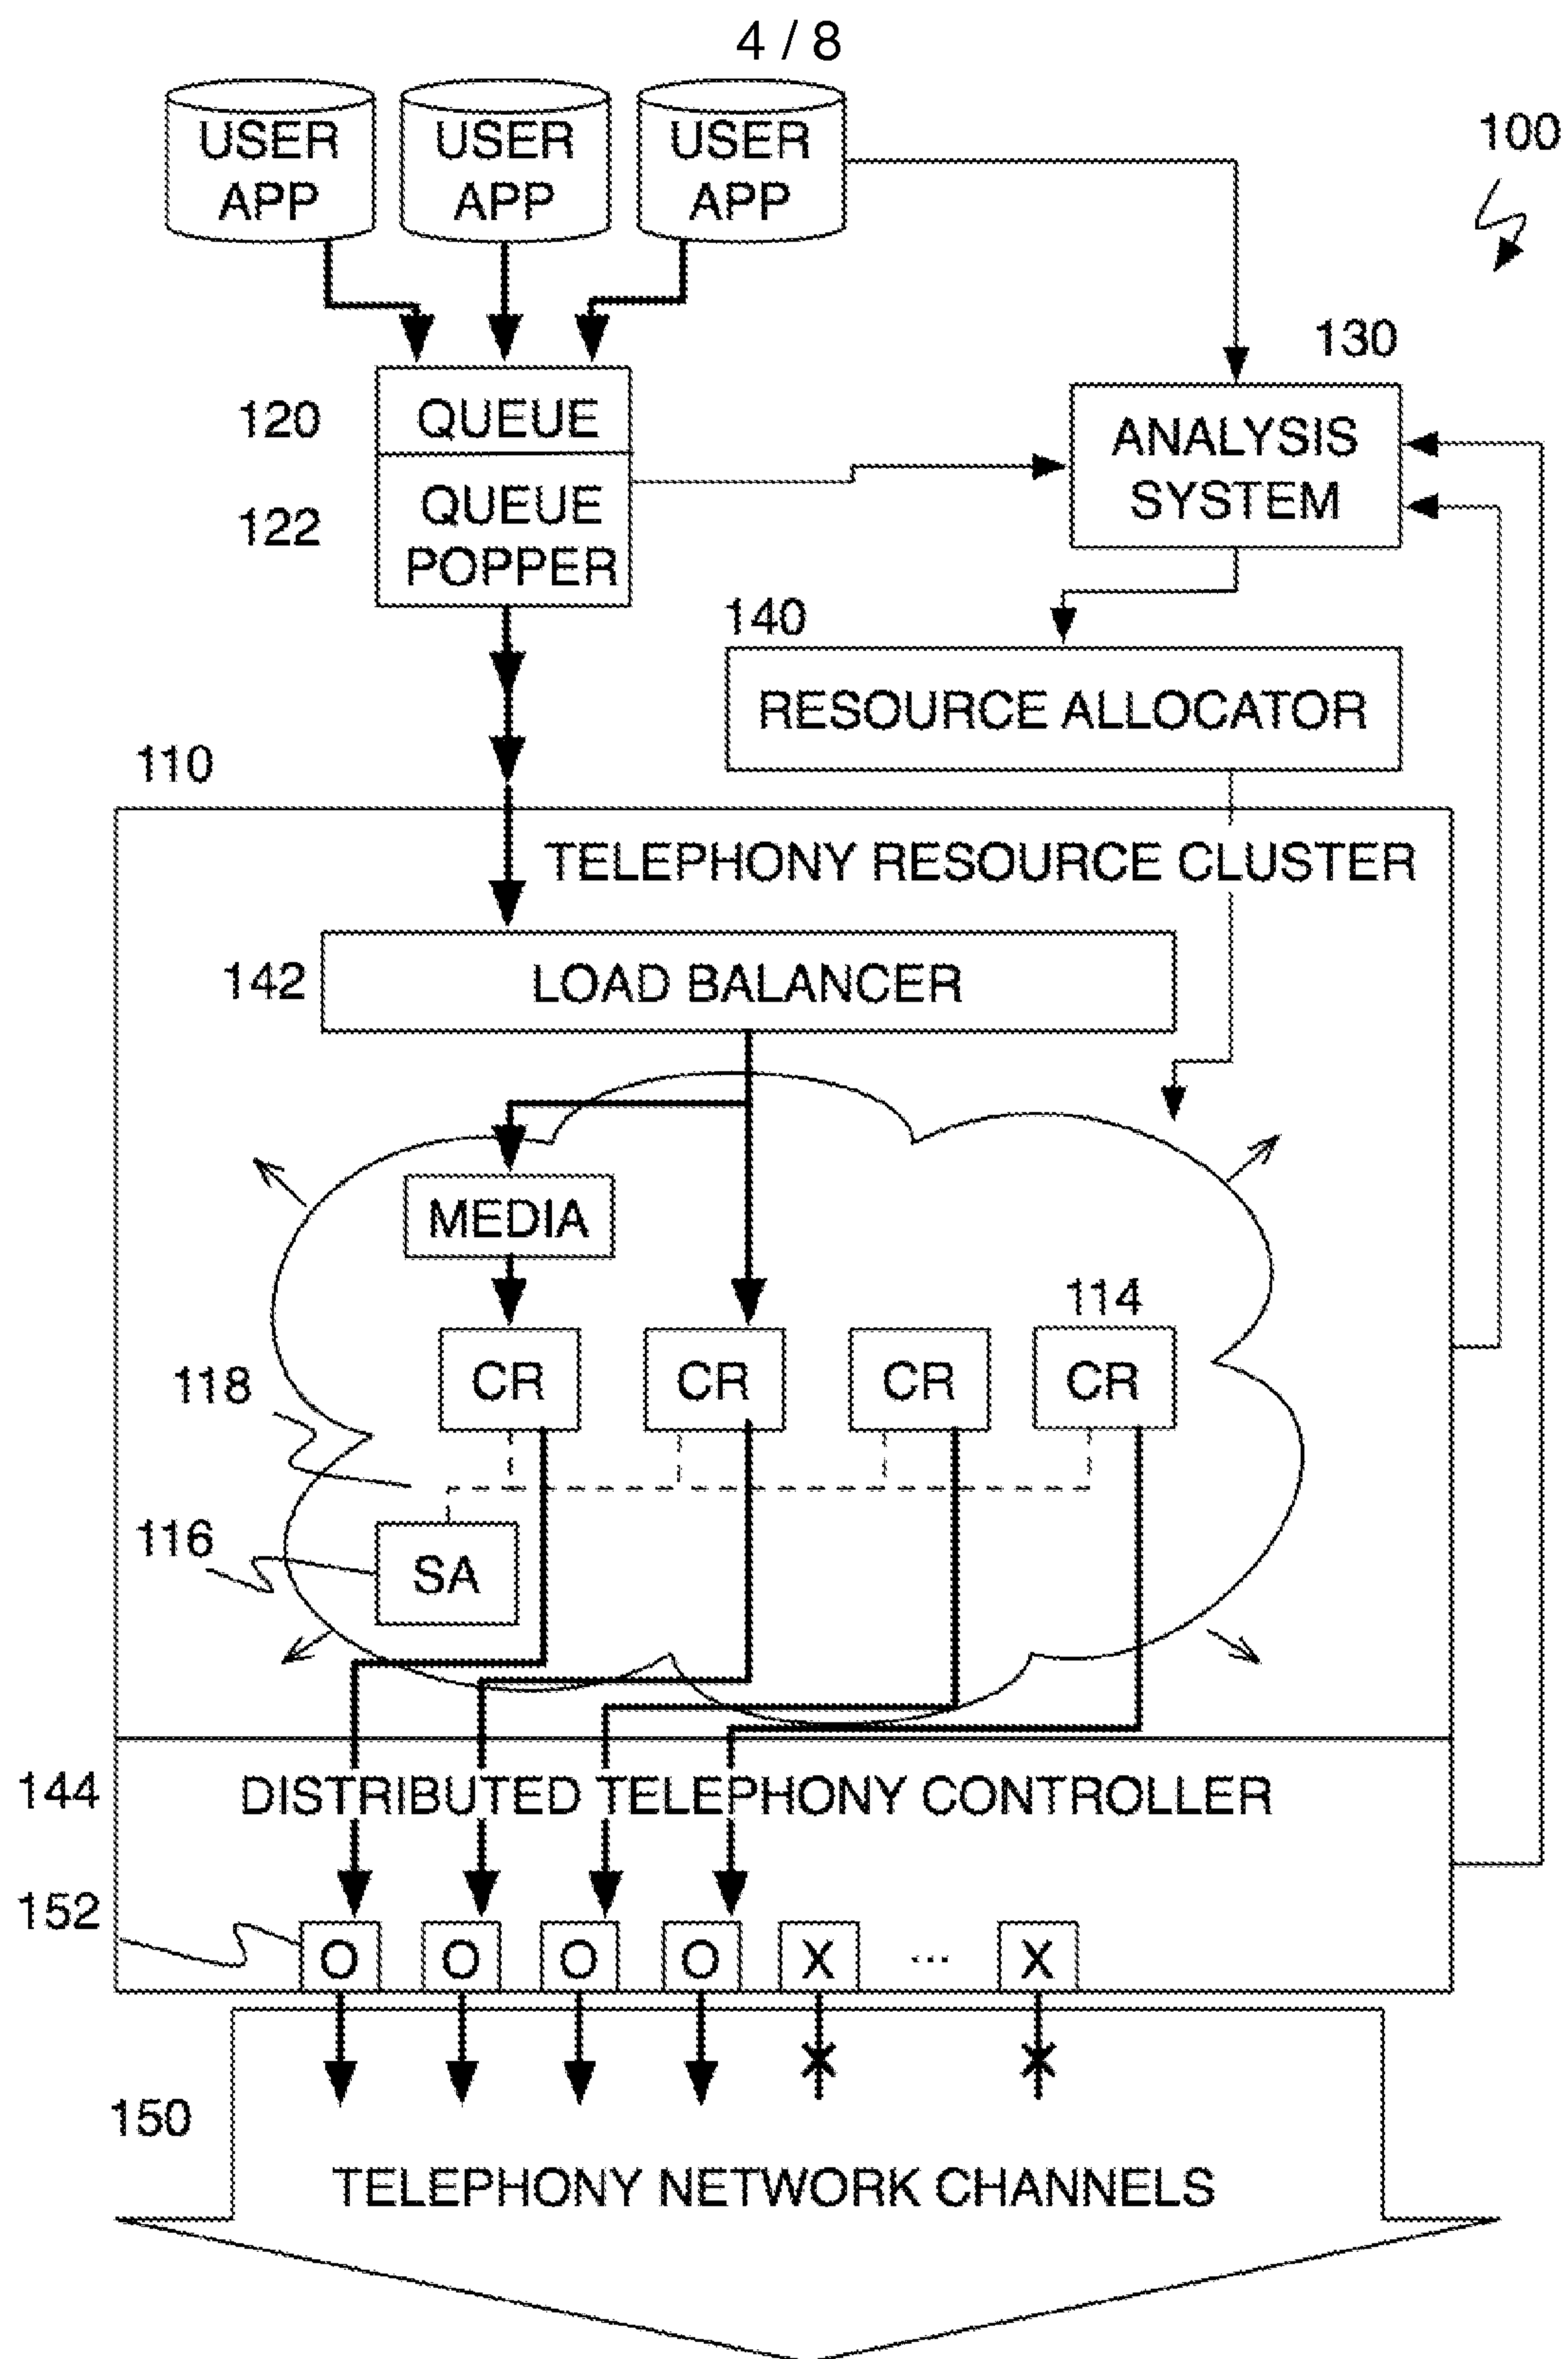 4 / 8
USER APP
USER APP
USER APP
100
130
120
QUEUE
ANALYSIS SYSTEM
122
QUEUE POPPER
140
RESOURCE ALLOCATOR
110
TELEPHONY RESOURCE CLUSTER
142
LOAD BALANCER
MEDIA
114
CR
CR
CR
CR
118
116
SA
144
DISTRIBUTED TELEPHONY CONTROLLER
152
O
O
O
O
X
...
X
150
TELEPHONY NETWORK CHANNELS